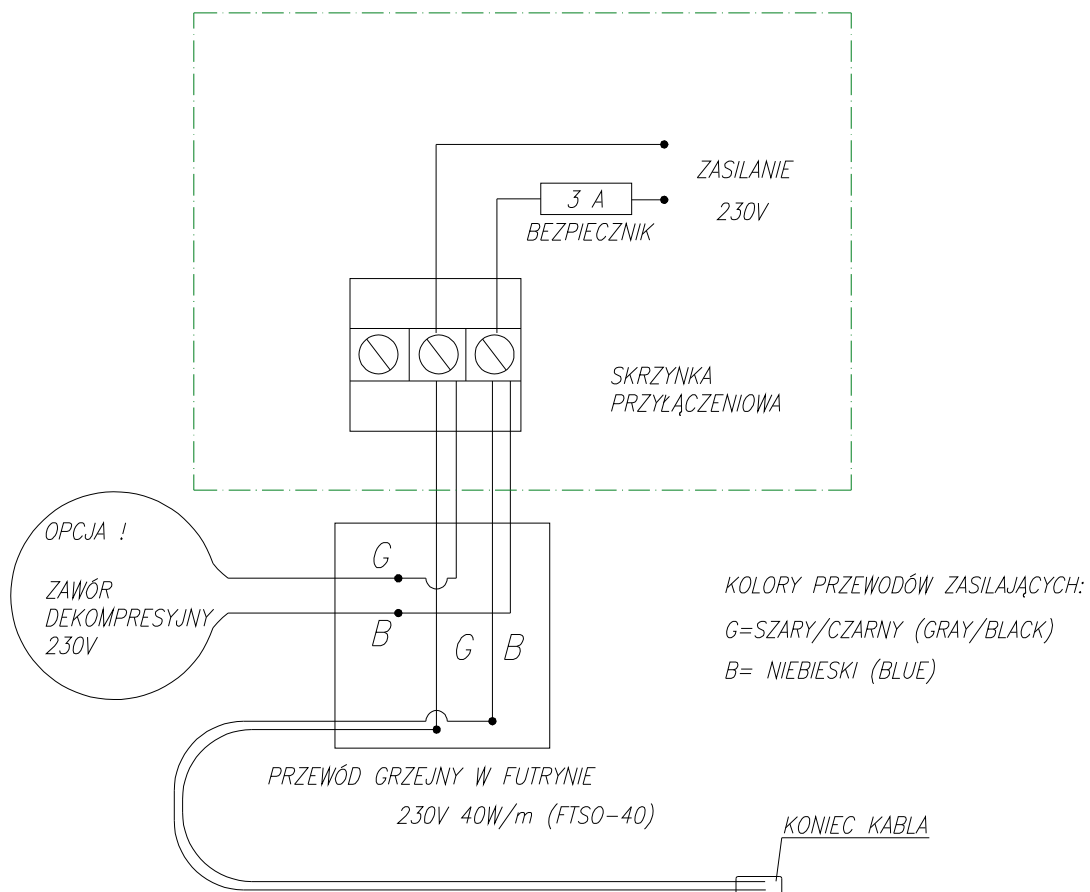 ZASILANIE
230V
3 A
BEZPIECZNIK
SKRZYNKA
PRZYŁĄCZENIOWA
OPCJA !
ZAWÓR
DEKOMPRESYJNY
230V
G
B
G
B
KOLORY PRZEWODÓW ZASILAJĄCYCH:
G=SZARY/CZARNY (GRAY/BLACK)
B= NIEBIESKI (BLUE)
PRZEWÓD GRZEJNY W FUTRYNIE
230V 40W/m (FTSO-40)
KONIEC KABLA